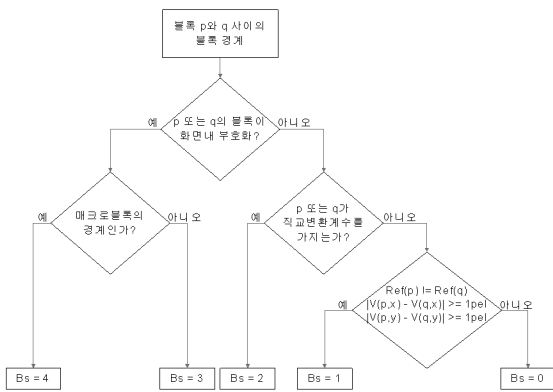 블록 p와 q 사이의
블록 경계
예
p 또는 q의 블록이
화면내 부호화?
아니오
예
매크로블록의
경계인가?
아니오
예
p 또는 q가
직교변환계수를
가지는가?
아니오
예
Ref(p) != Ref(q)
|V(p,x) - V(q,x)| >= 1pel
|V(p,y) - V(q,y)| >= 1pel
아니오
Bs = 4
Bs = 3
Bs = 2
Bs = 1
Bs = 0